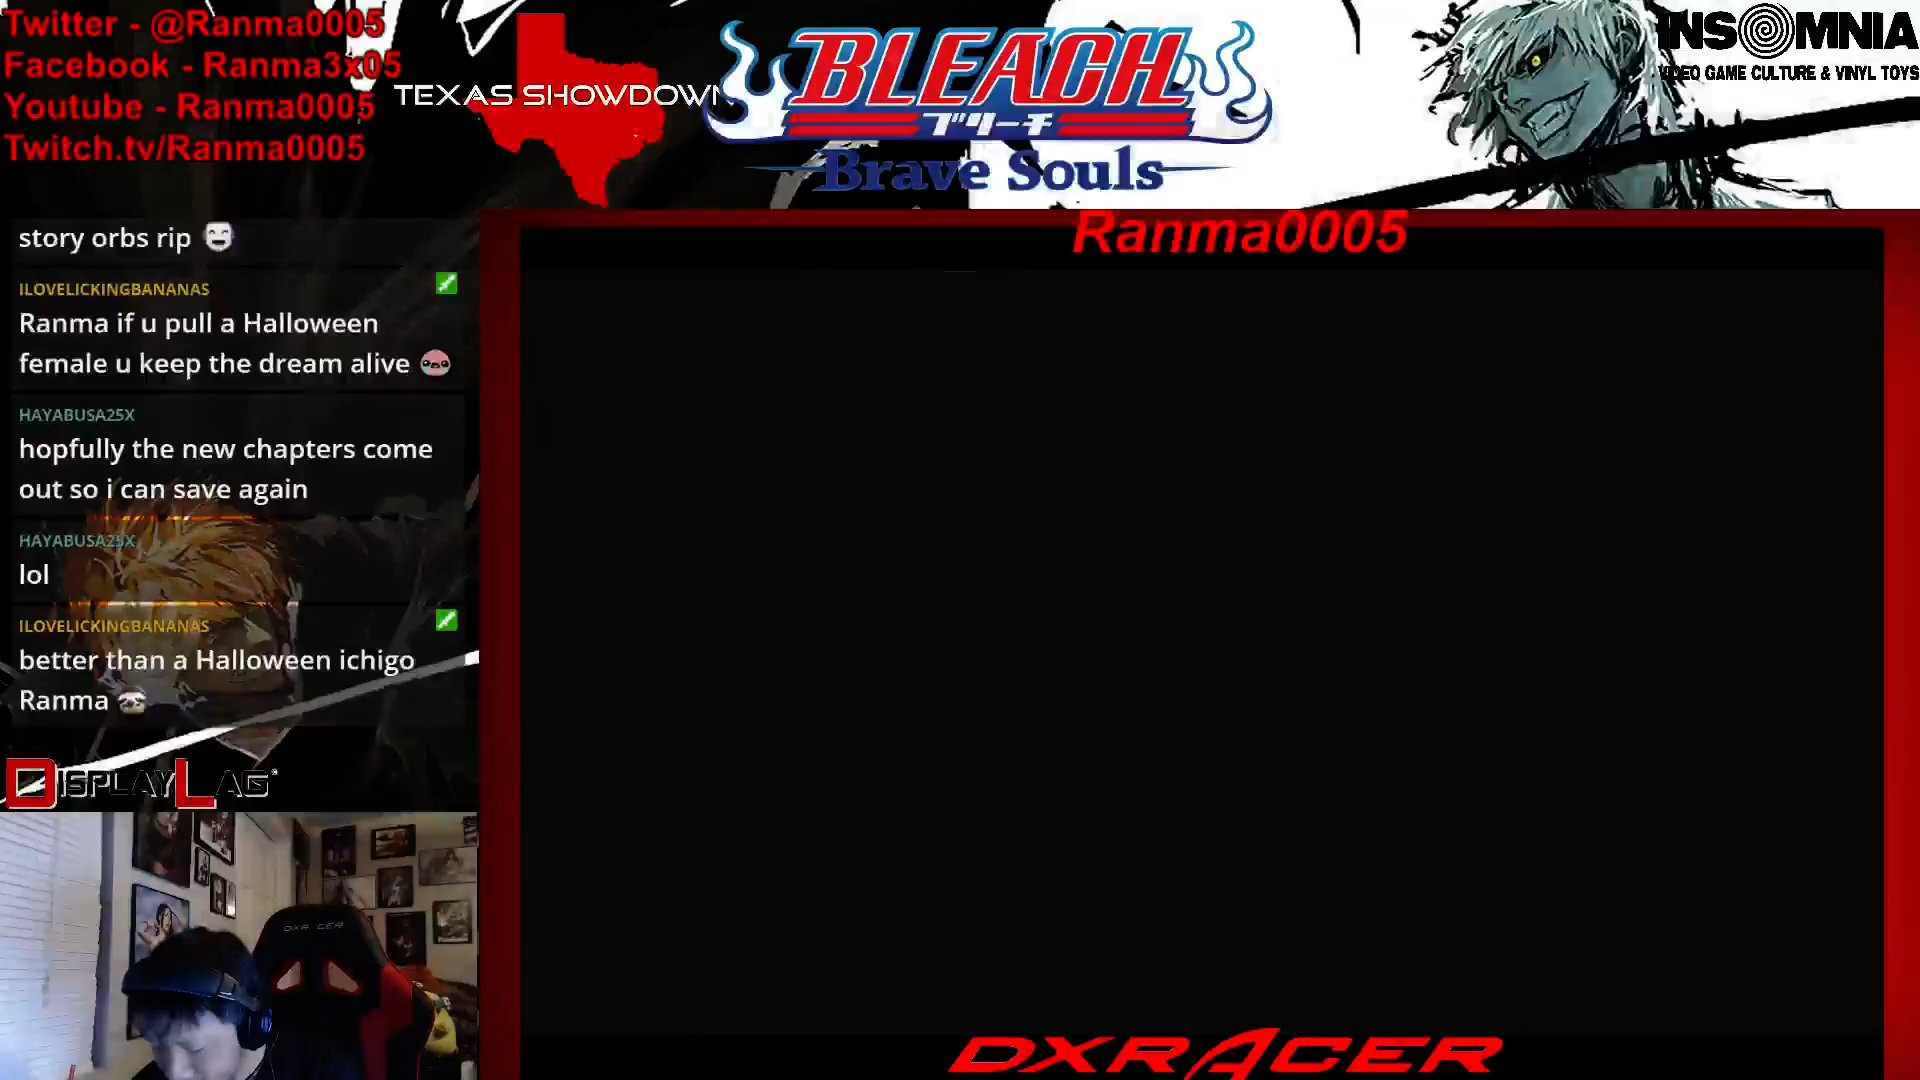 Twitter - @Ranma0005
Facebook - Ranma3x05
Youtube - Ranma0005
Twitch.tv/Ranma0005
TEXAS SHOWDOWN
BLEACH
ブリーチ
Brave Souls
INSOMNIA
VIDEO GAME CULTURE & VINYL TOYS
Ranma0005
story orbs rip
ILOVELICKINGBANANAS
Ranma if u pull a Halloween
female u keep the dream alive
HAYABUSA25X
hopfully the new chapters come
out so i can save again
HAYABUSA25X
lol
ILOVELICKINGBANANAS
better than a Halloween ichigo
Ranma
DISPLAYLAG
DXRACER
DXRACER